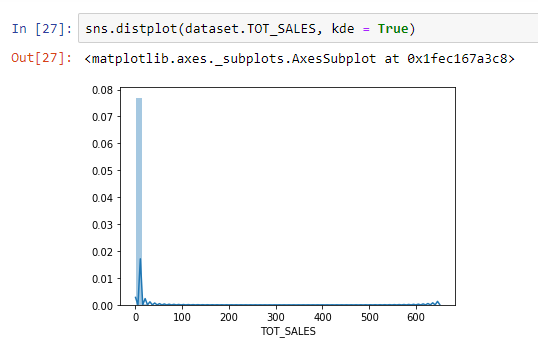 In [27]: sns.distplot(dataset.TOT_SALES, kde = True)
Out[27]: <matplotlib.axes._subplots.AxesSubplot at 0x1fec167a3c8>
0.08
0.07
0.06
0.05
0.04
0.03
0.02
0.01
0.00
0 100 200 300 400 500 600
TOT_SALES